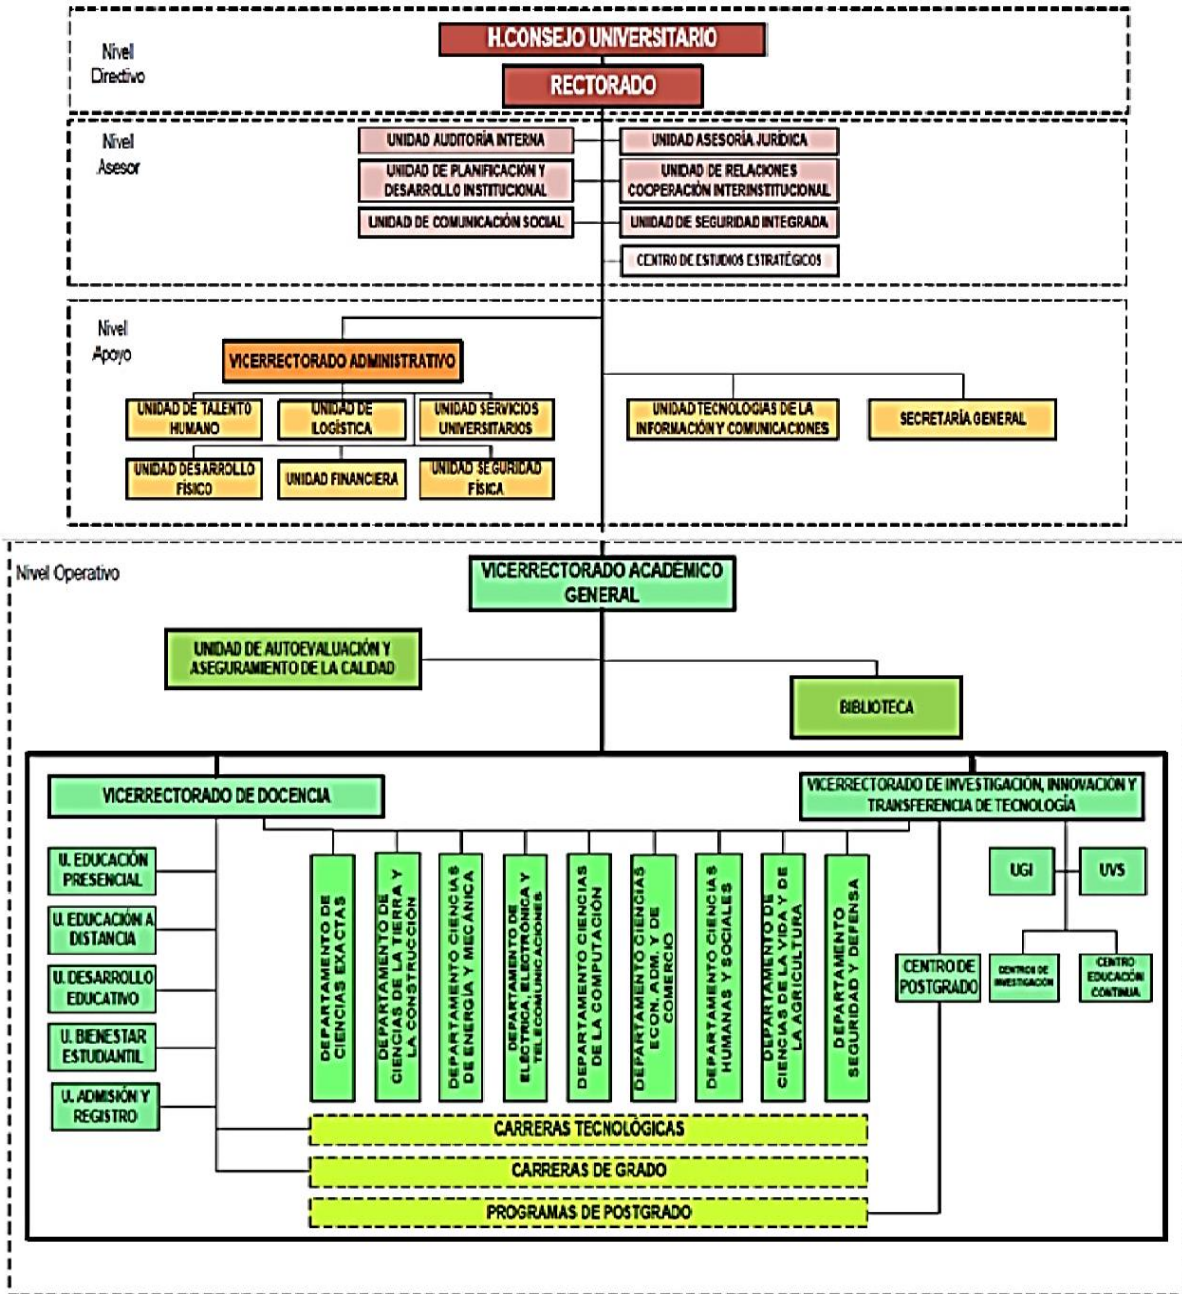 Nivel
Directivo
H.CONSEJO UNIVERSITARIO
RECTORADO
Nivel
Asesor
UNIDAD AUDITORÍA INTERNA
UNIDAD ASESORÍA JURÍDICA
UNIDAD DE PLANIFICACIÓN Y
DESARROLLO INSTITUCIONAL
UNIDAD DE RELACIONES
COOPERACIÓN INTERINSTITUCIONAL
UNIDAD DE COMUNICACIÓN SOCIAL
UNIDAD DE SEGURIDAD INTEGRADA
CENTRO DE ESTUDIOS ESTRATÉGICOS
Nivel
Apoyo
VICERRECTORADO ADMINISTRATIVO
UNIDAD DE TALENTO
HUMANO
UNIDAD DE
LOGÍSTICA
UNIDAD SERVICIOS
UNIVERSITARIOS
UNIDAD TECNOLOGIAS DE LA
INFORMACIÓN Y COMUNICACIONES
SECRETARÍA GENERAL
UNIDAD DESARROLLO
FÍSICO
UNIDAD FINANCIERA
UNIDAD SEGURIDAD
FÍSICA
Nivel Operativo
VICERRECTORADO ACADÉMICO
GENERAL
UNIDAD DE AUTOEVALUACIÓN Y
ASEGURAMIENTO DE LA CALIDAD
BIBLIOTECA
VICERRECTORADO DE DOCENCIA
VICERRECTORADO DE INVESTIGACIÓN, INNOVACIÓN Y
TRANSFERENCIA DE TECNOLOGÍA
U. EDUCACIÓN
PRESENCIAL
U. EDUCACIÓN A
DISTANCIA
U. DESARROLLO
EDUCATIVO
U. BIENESTAR
ESTUDIANTIL
U. ADMISIÓN Y
REGISTRO
DEPARTAMENTO DE
CIENCIAS EXACTAS
DEPARTAMENTO DE
CIENCIAS DE LA TIERRA Y
LA CONSTRUCCIÓN
DEPARTAMENTO CIENCIAS
DE ENERGÍA Y MECÁNICA
DEPARTAMENTO DE
ELÉCTRICA, ELECTRÓNICA Y
TELECOMUNICACIONES
DEPARTAMENTO CIENCIAS
DE LA COMPUTACIÓN
DEPARTAMENTO CIENCIAS
ECON. ADM. Y DE
COMERCIO
DEPARTAMENTO CIENCIAS
HUMANAS Y SOCIALES
DEPARTAMENTO DE
CIENCIAS DE LA VIDA Y DE
LA AGRICULTURA
DEPARTAMENTO
SEGURIDAD Y DEFENSA
UGI
UVS
CENTRO DE
POSTGRADO
CENTROS DE
INVESTIGACIÓN
CENTRO
EDUCACIÓN
CONTINUA
CARRERAS TECNOLÓGICAS
CARRERAS DE GRADO
PROGRAMAS DE POSTGRADO